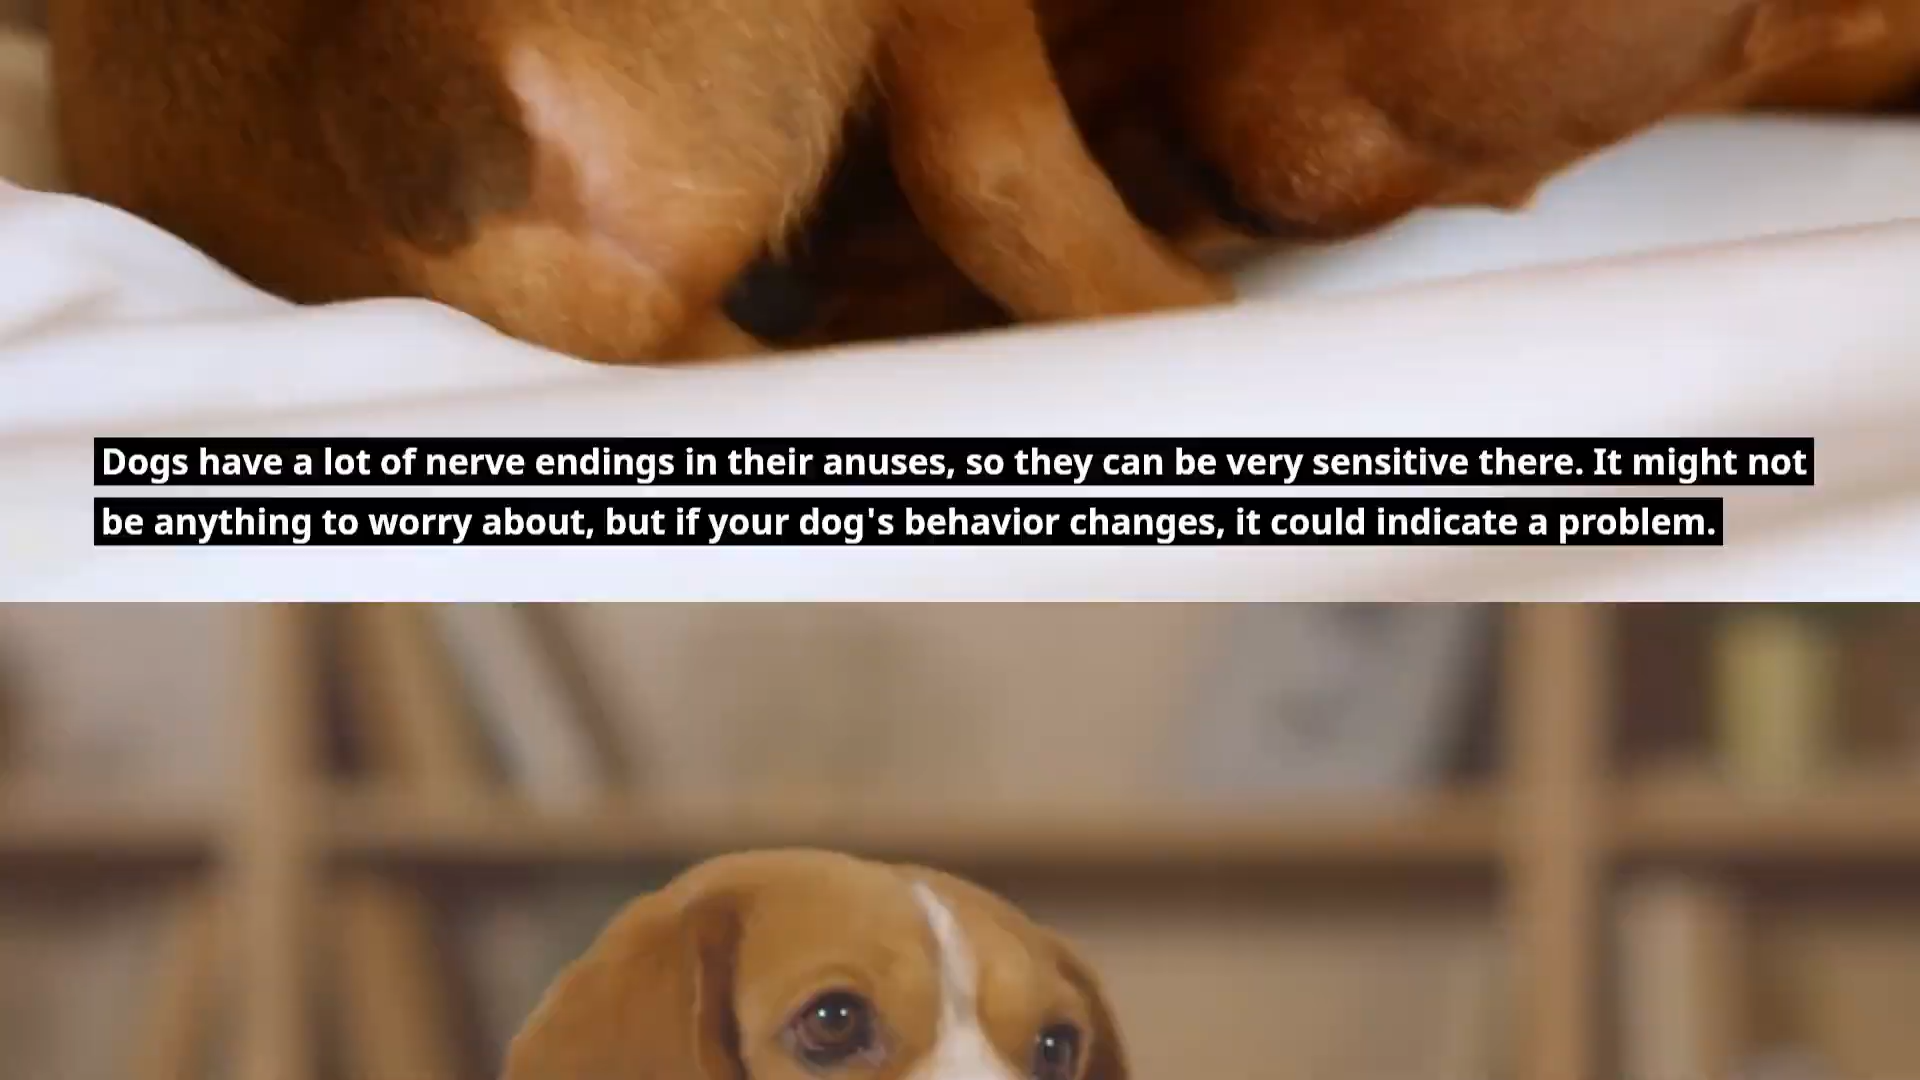 Dogs have a lot of nerve endings in their anuses, so they can be very sensitive there. It might not
be anything to worry about, but if your dog's behavior changes, it could indicate a problem.